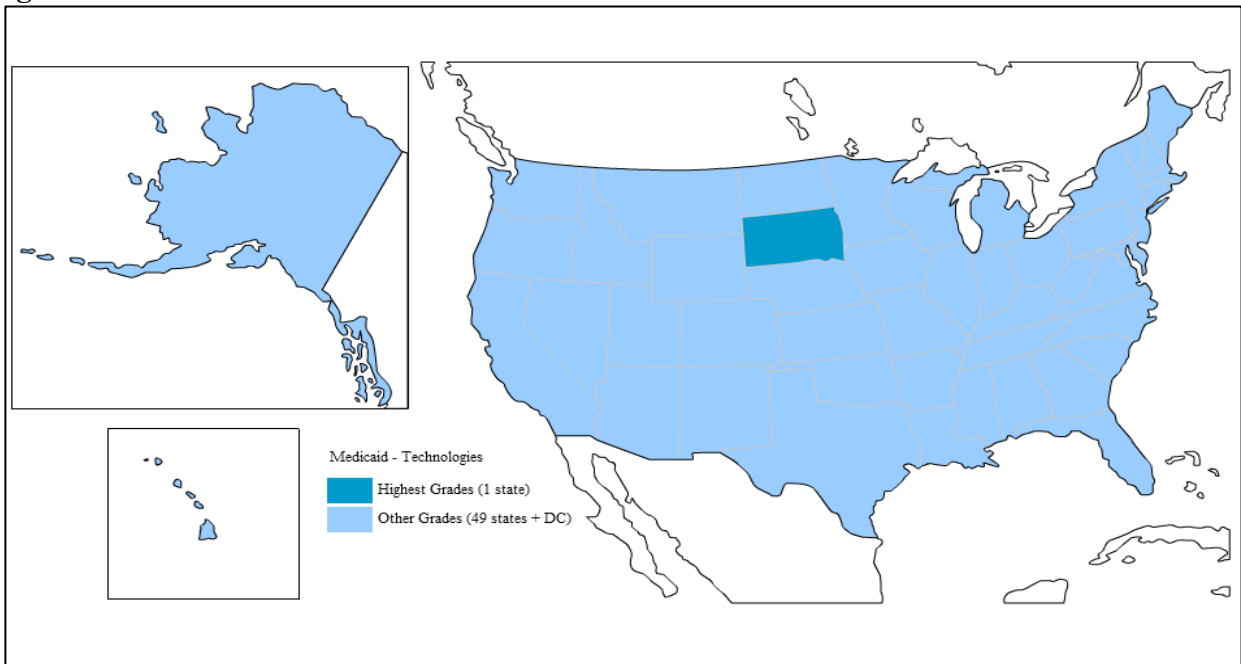 Medicaid - Technologies
Highest Grades (1 state)
Other Grades (49 states + DC)